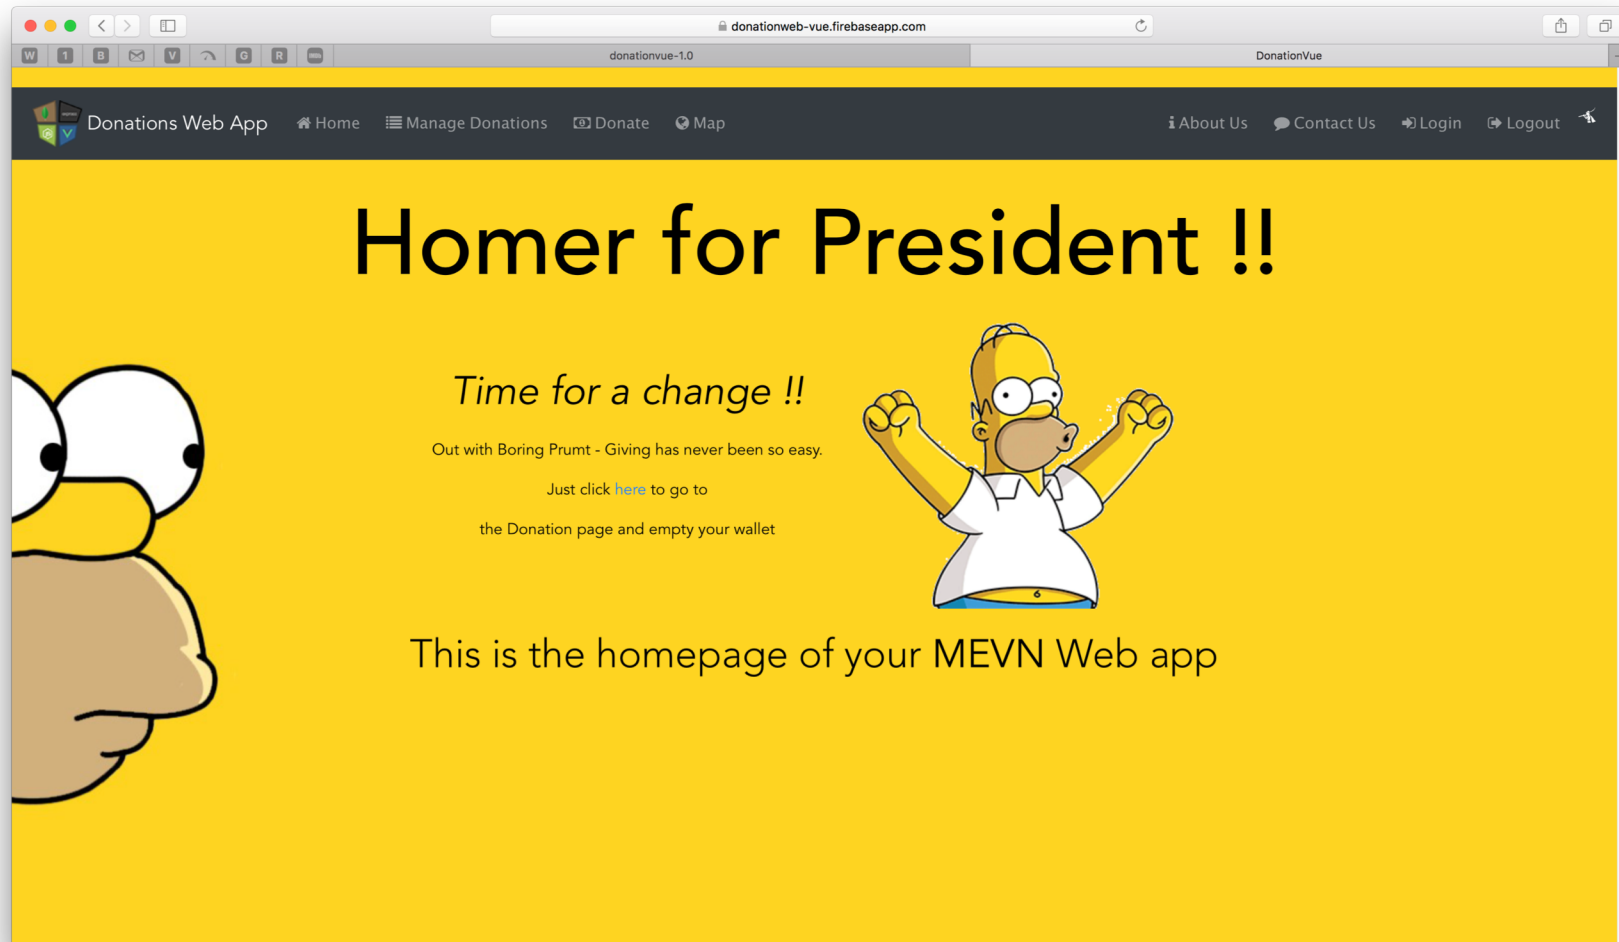 donationweb-vue.firebaseapp.com
W 1 B V G R
donationvue-1.0
DonationVue
Donations Web App Home Manage Donations Donate Map About Us Contact Us Login Logout
Homer for President !!
Time for a change !!
Out with Boring Prumt - Giving has never been so easy.
Just click here to go to
the Donation page and empty your wallet
This is the homepage of your MEVN Web app